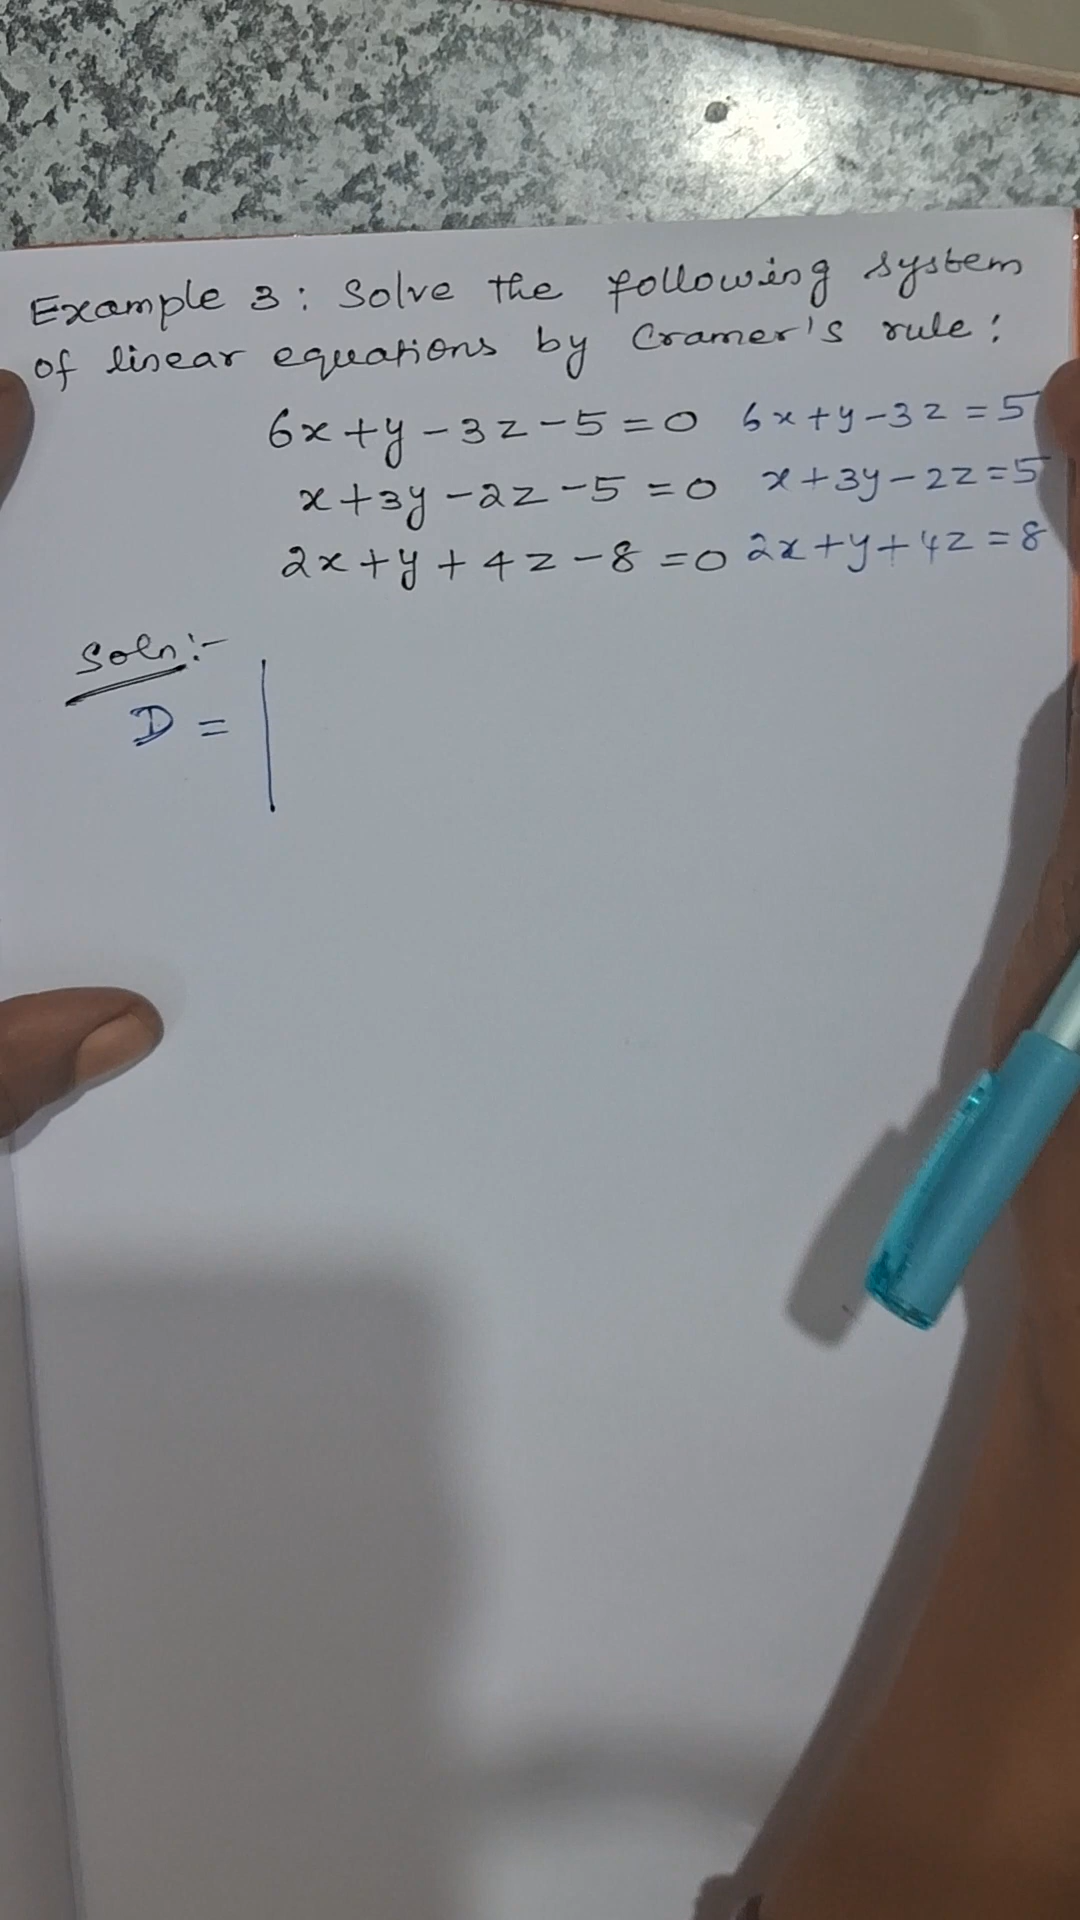 Example 3: Solve the following system
of linear equations by Cramer's rule:
6x+y-3z-5=0 6x+y-3z=5
x+3y-2z-5=0 x+3y-2z=5
2x+y+4z-8=0 2x+y+4z=8
Soln:-
D = |